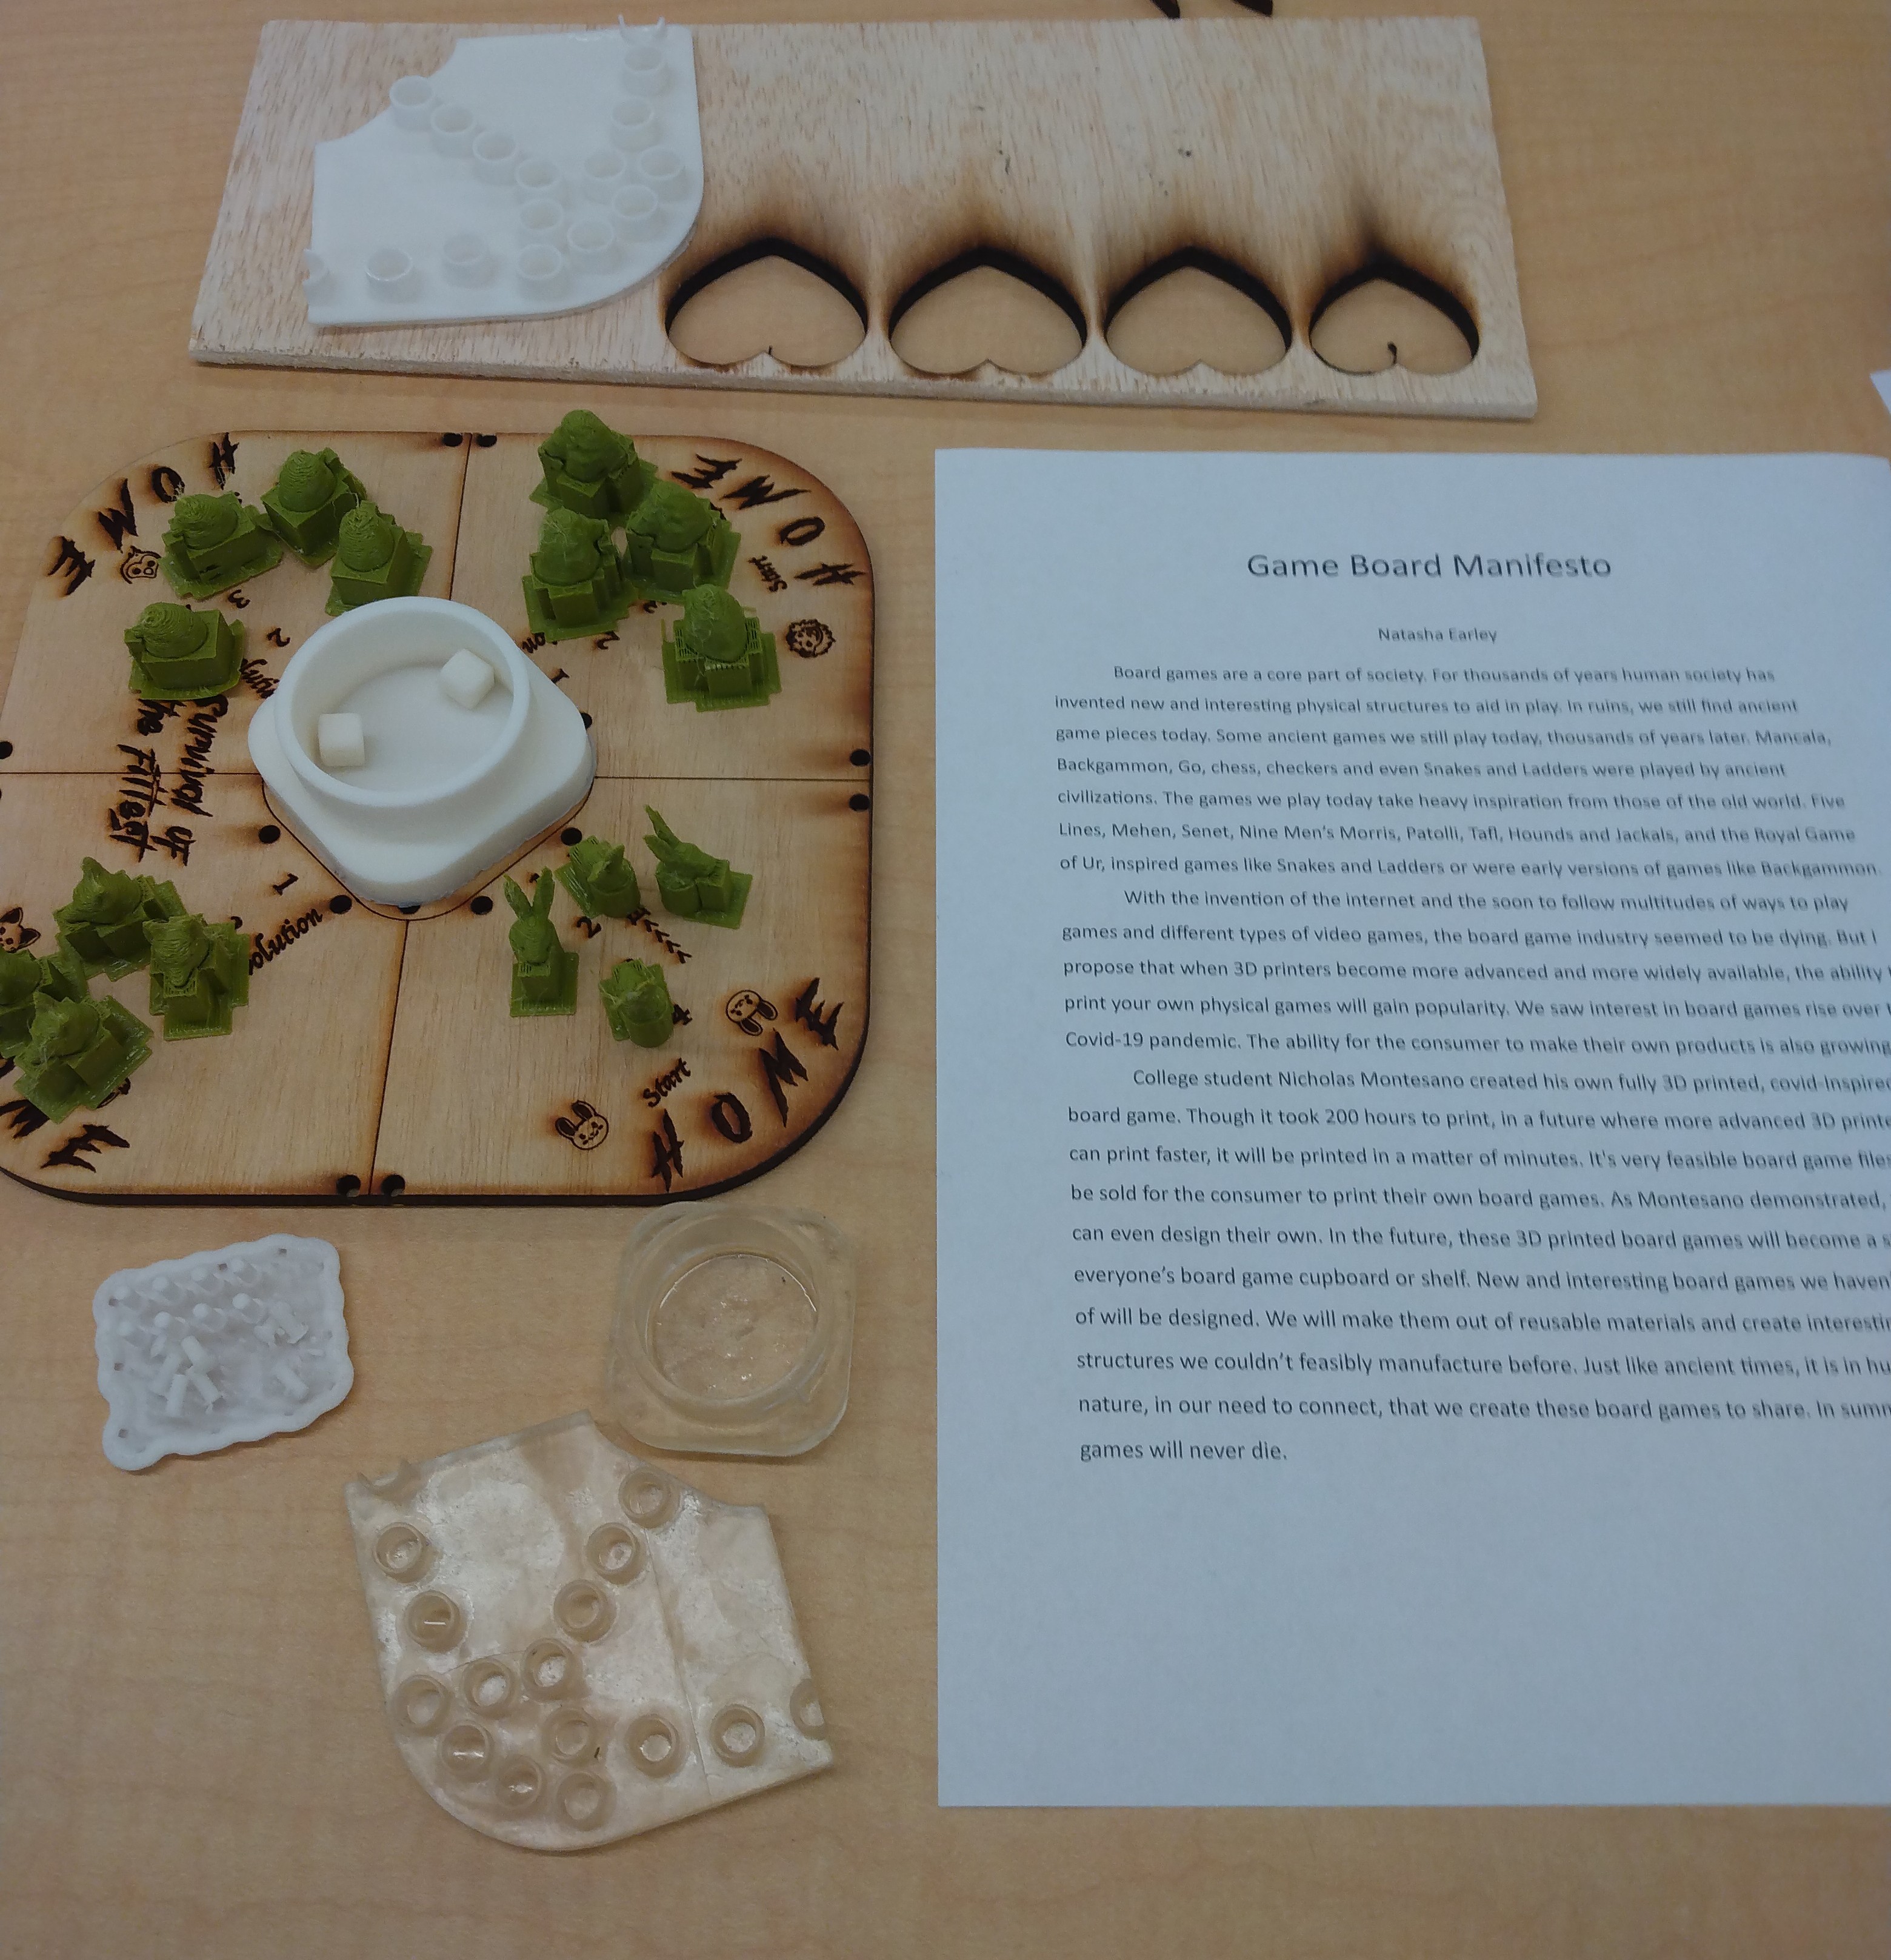 HOME
HOME
Start
3
2
2
1
Survival of
the Fittest
1
olution
2
4
Start
HOME
Game Board Manifesto
Natasha Earley
Board games are a core part of society. For thousands of years human society has
invented new and interesting physical structures to aid in play. In ruins, we still find ancient
game pieces today. Some ancient games we still play today, thousands of years later. Mancala,
Backgammon, Go, chess, checkers and even Snakes and Ladders were played by ancient
civilizations. The games we play today take heavy inspiration from those of the old world. Five
Lines, Mehen, Senet, Nine Men's Morris, Patolli, Tafl, Hounds and Jackals, and the Royal Game
of Ur, inspired games like Snakes and Ladders or were early versions of games like Backgammon.
With the invention of the internet and the soon to follow multitudes of ways to play
games and different types of video games, the board game industry seemed to be dying. But I
propose that when 3D printers become more advanced and more widely available, the ability
print your own physical games will gain popularity. We saw interest in board games rise over
Covid-19 pandemic. The ability for the consumer to make their own products is also growing
College student Nicholas Montesano created his own fully 3D printed, covid-inspired
board game. Though it took 200 hours to print, in a future where more advanced 3D printe
can print faster, it will be printed in a matter of minutes. It's very feasible board game files
be sold for the consumer to print their own board games. As Montesano demonstrated,
can even design their own. In the future, these 3D printed board games will become a s
everyone's board game cupboard or shelf. New and interesting board games we haven
of will be designed. We will make them out of reusable materials and create interesti
structures we couldn't feasibly manufacture before. Just like ancient times, it is in hu
nature, in our need to connect, that we create these board games to share. In summ
games will never die.